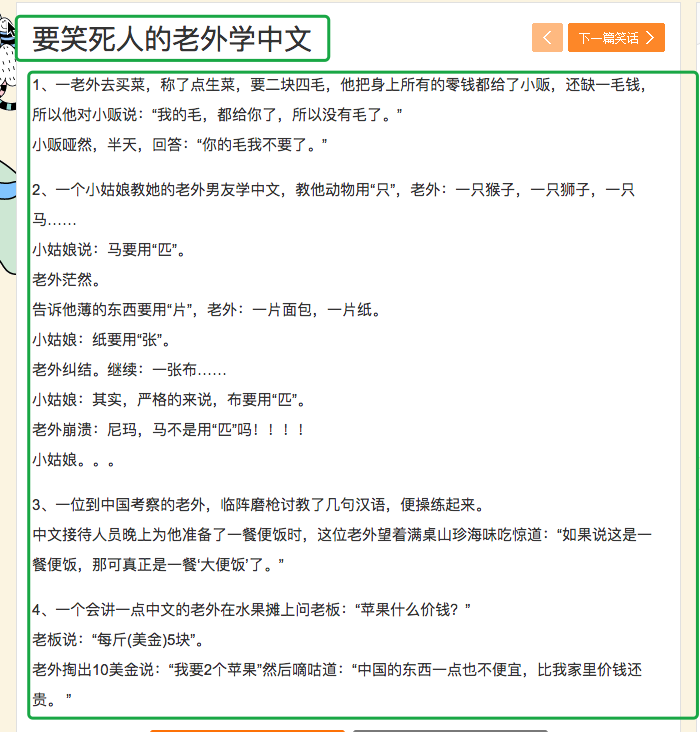 要笑死人的老外学中文
下一篇笑话
1、一老外去买菜，称了点生菜，要二块四毛，他把身上所有的零钱都给了小贩，还缺一毛钱，
所以他对小贩说：“我的毛，都给你了，所以没有毛了。”
小贩哑然，半天，回答：“你的毛我不要了。”
2、一个小姑娘教她的老外男友学中文，教他动物用“只”，老外：一只猴子，一只狮子，一只
马……
小姑娘说：马要用“匹”。
老外茫然。
告诉他薄的东西要用“片”，老外：一片面包，一片纸。
小姑娘：纸要用“张”。
老外纠结。继续：一张布……
小姑娘：其实，严格的来说，布要用“匹”。
老外崩溃：尼玛，马不是用“匹”吗！！！！
小姑娘。。。
3、一位到中国考察的老外，临阵磨枪讨教了几句汉语，便操练起来。
中文接待人员晚上为他准备了一餐便饭时，这位老外望着满桌山珍海味吃惊道：“如果说这是一
餐便饭，那可真正是一餐‘大便饭’了。”
4、一个会讲一点中文的老外在水果摊上问老板：“苹果什么价钱？”
老板说：“每斤(美金)5块”。
老外掏出10美金说：“我要2个苹果”然后嘀咕道：“中国的东西一点也不便宜，比我家里价钱还
贵。”